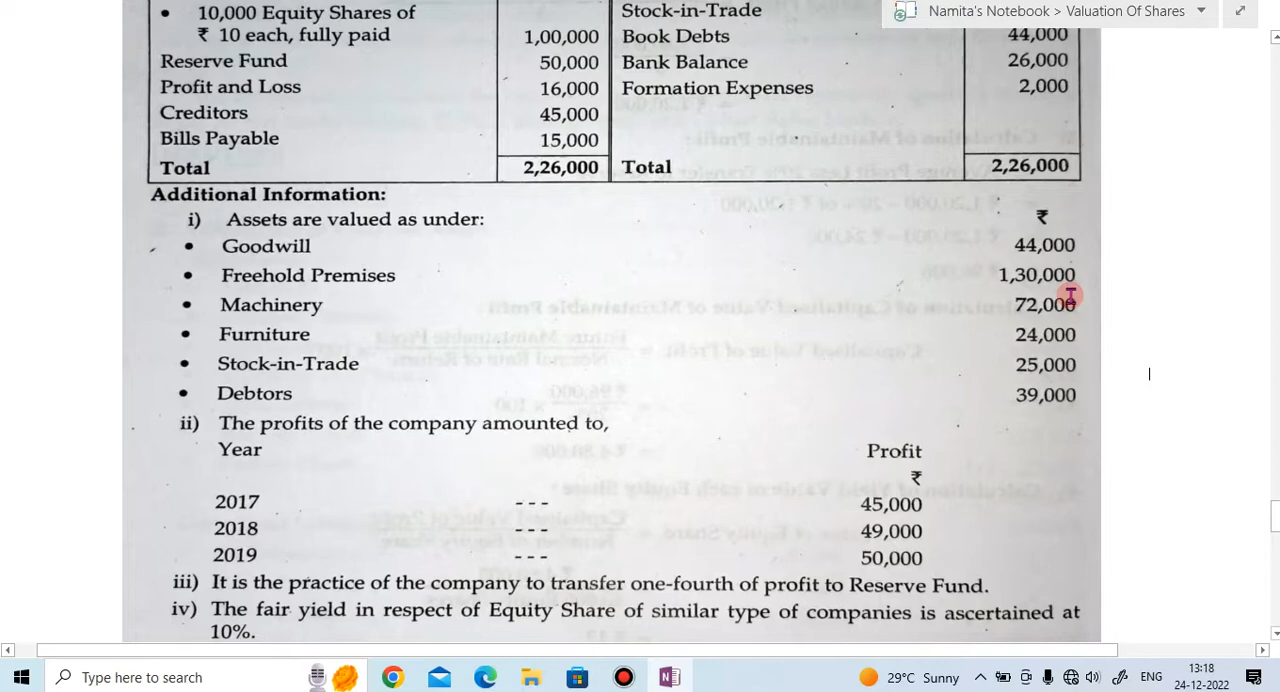 Namita's Notebook > Valuation Of Shares
• 10,000 Equity Shares of
₹ 10 each, fully paid 1,00,000
Reserve Fund 50,000
Profit and Loss 16,000
Creditors 45,000
Bills Payable 15,000
Total 2,26,000
Stock-in-Trade
Book Debts 44,000
Bank Balance 26,000
Formation Expenses 2,000
Total 2,26,000
Additional Information:
i) Assets are valued as under: ₹
• Goodwill 44,000
• Freehold Premises 1,30,000
• Machinery 72,000
• Furniture 24,000
• Stock-in-Trade 25,000
• Debtors 39,000
ii) The profits of the company amounted to,
Year Profit
₹
2017 - - - 45,000
2018 - - - 49,000
2019 - - - 50,000
iii) It is the practice of the company to transfer one-fourth of profit to Reserve Fund.
iv) The fair yield in respect of Equity Share of similar type of companies is ascertained at
10%.
Type here to search
29°C Sunny
ENG
13:18
24-12-2022